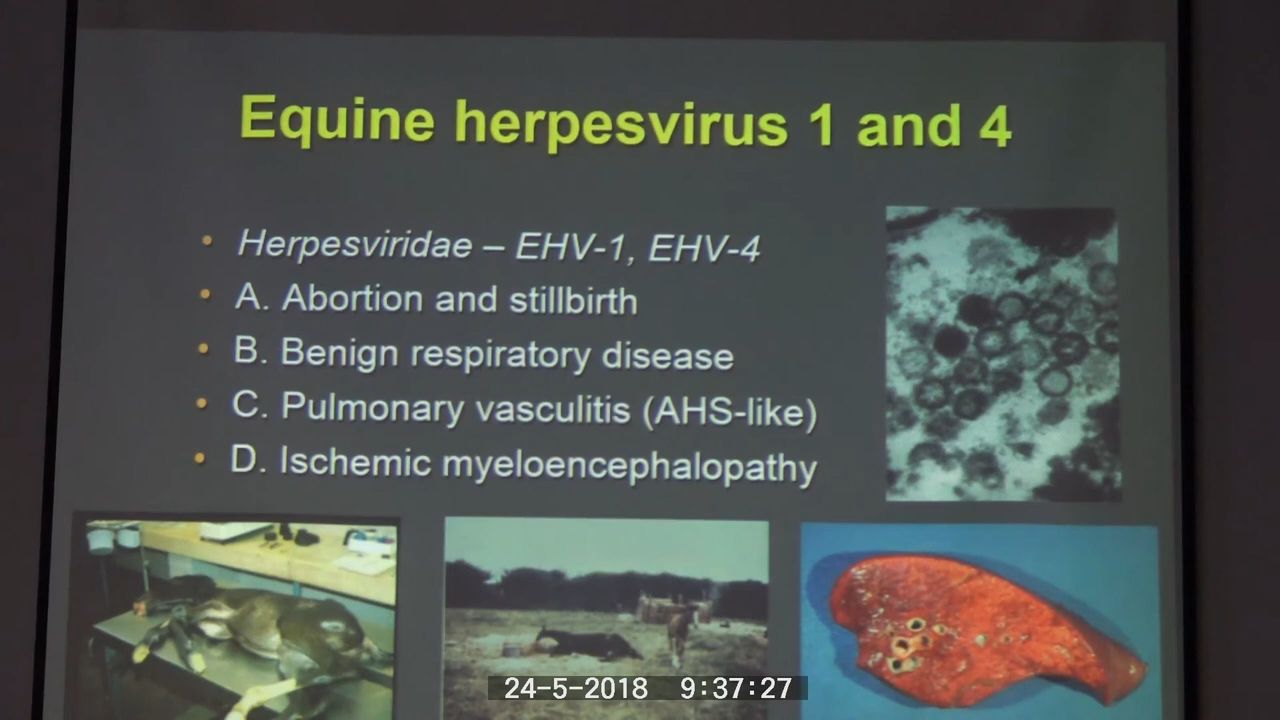 Equine herpesvirus 1 and 4
• Herpesviridae – EHV-1, EHV-4
• A. Abortion and stillbirth
• B. Benign respiratory disease
• C. Pulmonary vasculitis (AHS-like)
• D. Ischemic myeloencephalopathy
24-5-2018 9:37:27